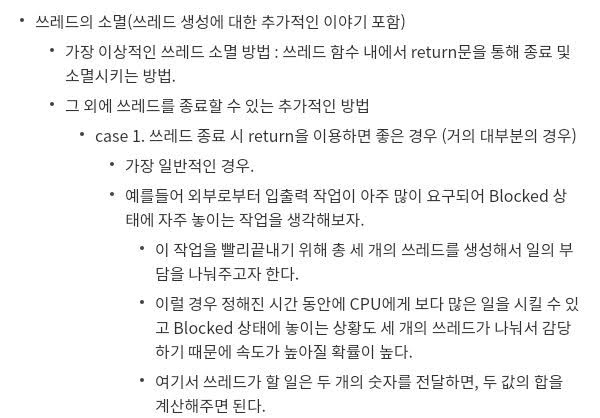 • 쓰레드의 소멸(쓰레드 생성에 대한 추가적인 이야기 포함)
• 가장 이상적인 쓰레드 소멸 방법 : 쓰레드 함수 내에서 return문을 통해 종료 및
소멸시키는 방법.
• 그 외에 쓰레드를 종료할 수 있는 추가적인 방법
• case 1. 쓰레드 종료 시 return을 이용하면 좋은 경우 (거의 대부분의 경우)
• 가장 일반적인 경우.
• 예를들어 외부로부터 입출력 작업이 아주 많이 요구되어 Blocked 상
태에 자주 놓이는 작업을 생각해보자.
• 이 작업을 빨리끝내기 위해 총 세 개의 쓰레드를 생성해서 일의 부
담을 나눠주고자 한다.
• 이럴 경우 정해진 시간 동안에 CPU에게 보다 많은 일을 시킬 수 있
고 Blocked 상태에 놓이는 상황도 세 개의 쓰레드가 나눠서 감당
하기 때문에 속도가 높아질 확률이 높다.
• 여기서 쓰레드가 할 일은 두 개의 숫자를 전달하면, 두 값의 합을
계산해주면 된다.